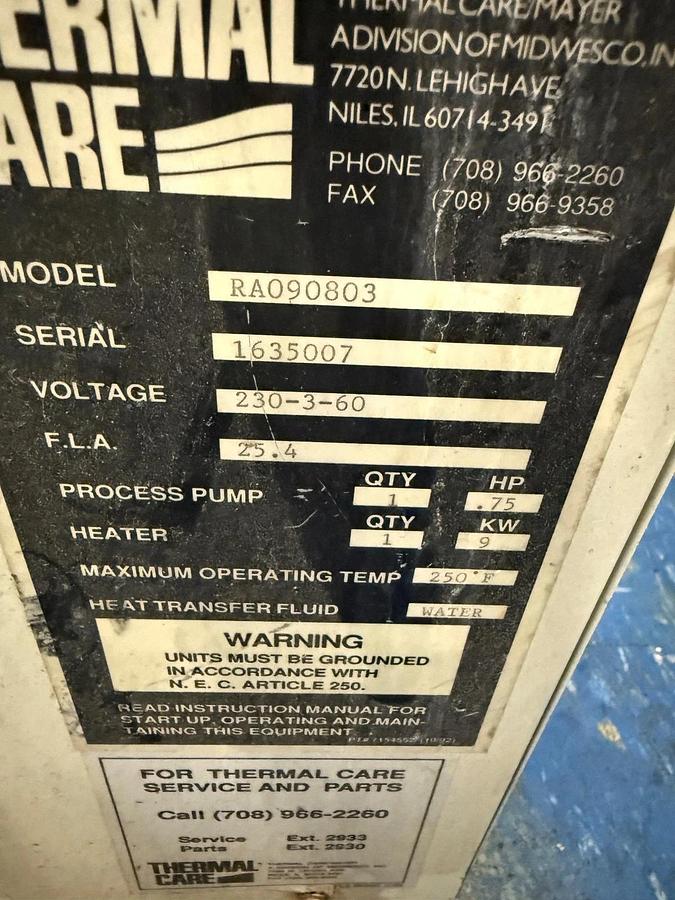 THERMAL CARE/MAYER
A DIVISION OF MIDWESCO, IN
7720 N. LEHIGH AVE
NILES, IL 60714-3491
ERMAL
ARE
PHONE (708) 966-2260
FAX (708) 966-9358
MODEL RA090803
SERIAL 1635007
VOLTAGE 230-3-60
F.L.A. 25.4
QTY HP
PROCESS PUMP 1 .75
QTY KW
HEATER 1 9
MAXIMUM OPERATING TEMP 250°F
HEAT TRANSFER FLUID WATER
WARNING
UNITS MUST BE GROUNDED
IN ACCORDANCE WITH
N. E. C. ARTICLE 250.
READ INSTRUCTION MANUAL FOR
START UP, OPERATING AND MAIN-
TAINING THIS EQUIPMENT.
PT# 7154552 (10/92)
FOR THERMAL CARE
SERVICE AND PARTS
Call (708) 966-2260
Service Ext. 2933
Parts Ext. 2930
THERMAL
CARE